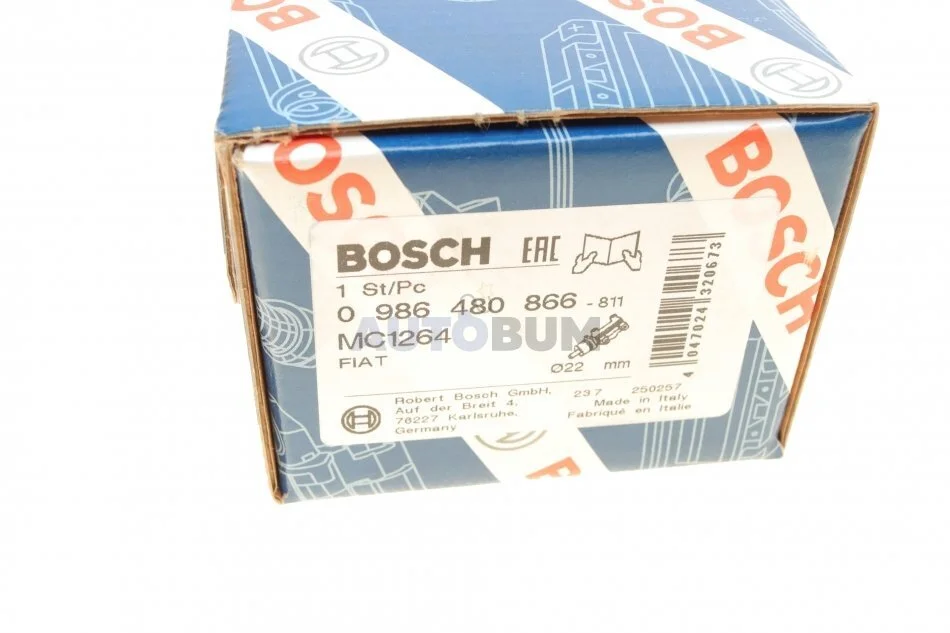 BOSCH
BOSCH
BOSCH
BOSCH
BOSCH EAC
1 St/Pc
0 986 480 866 - 811
AUTOBUM
MC1264
FIAT
Ø22 mm
4 047024 320673
Robert Bosch GmbH,
Auf der Breit 4,
76227 Karlsruhe,
Germany
237 250257
Made in Italy
Fabriqué en Italie